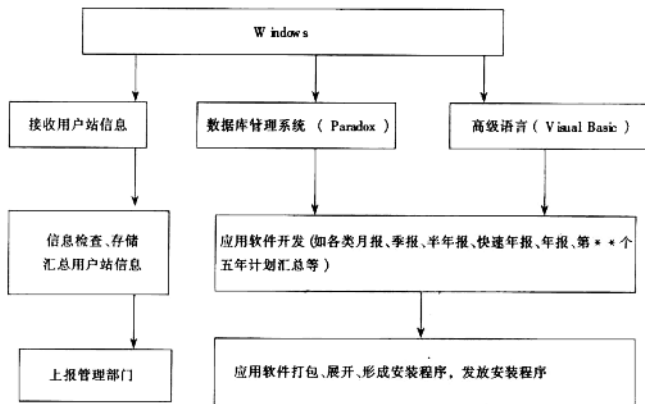 Windows
接收用户站信息
数据库管理系统 ( Paradox )
高级语言 ( Visual Basic )
信息检查、存储
汇总用户站信息
应用软件开发 (如各类月报、季报、半年报、快速年报、年报、第＊＊个
五年计划汇总等 )
上报管理部门
应用软件打包、展开、形成安装程序，发放安装程序